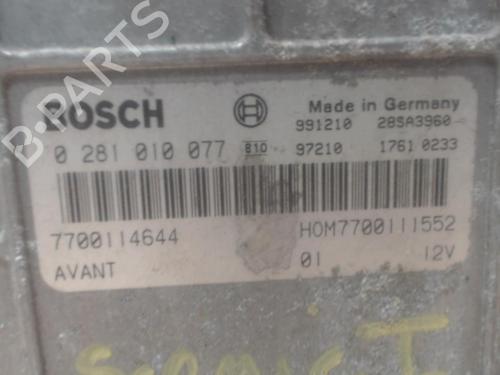 B-PARTS
BOSCH
Made in Germany
991210 28SA3960
0 281 010 077 810 97210 1761 0233
7700114644 HOM7700111552
AVANT 01 12V
Scenic I